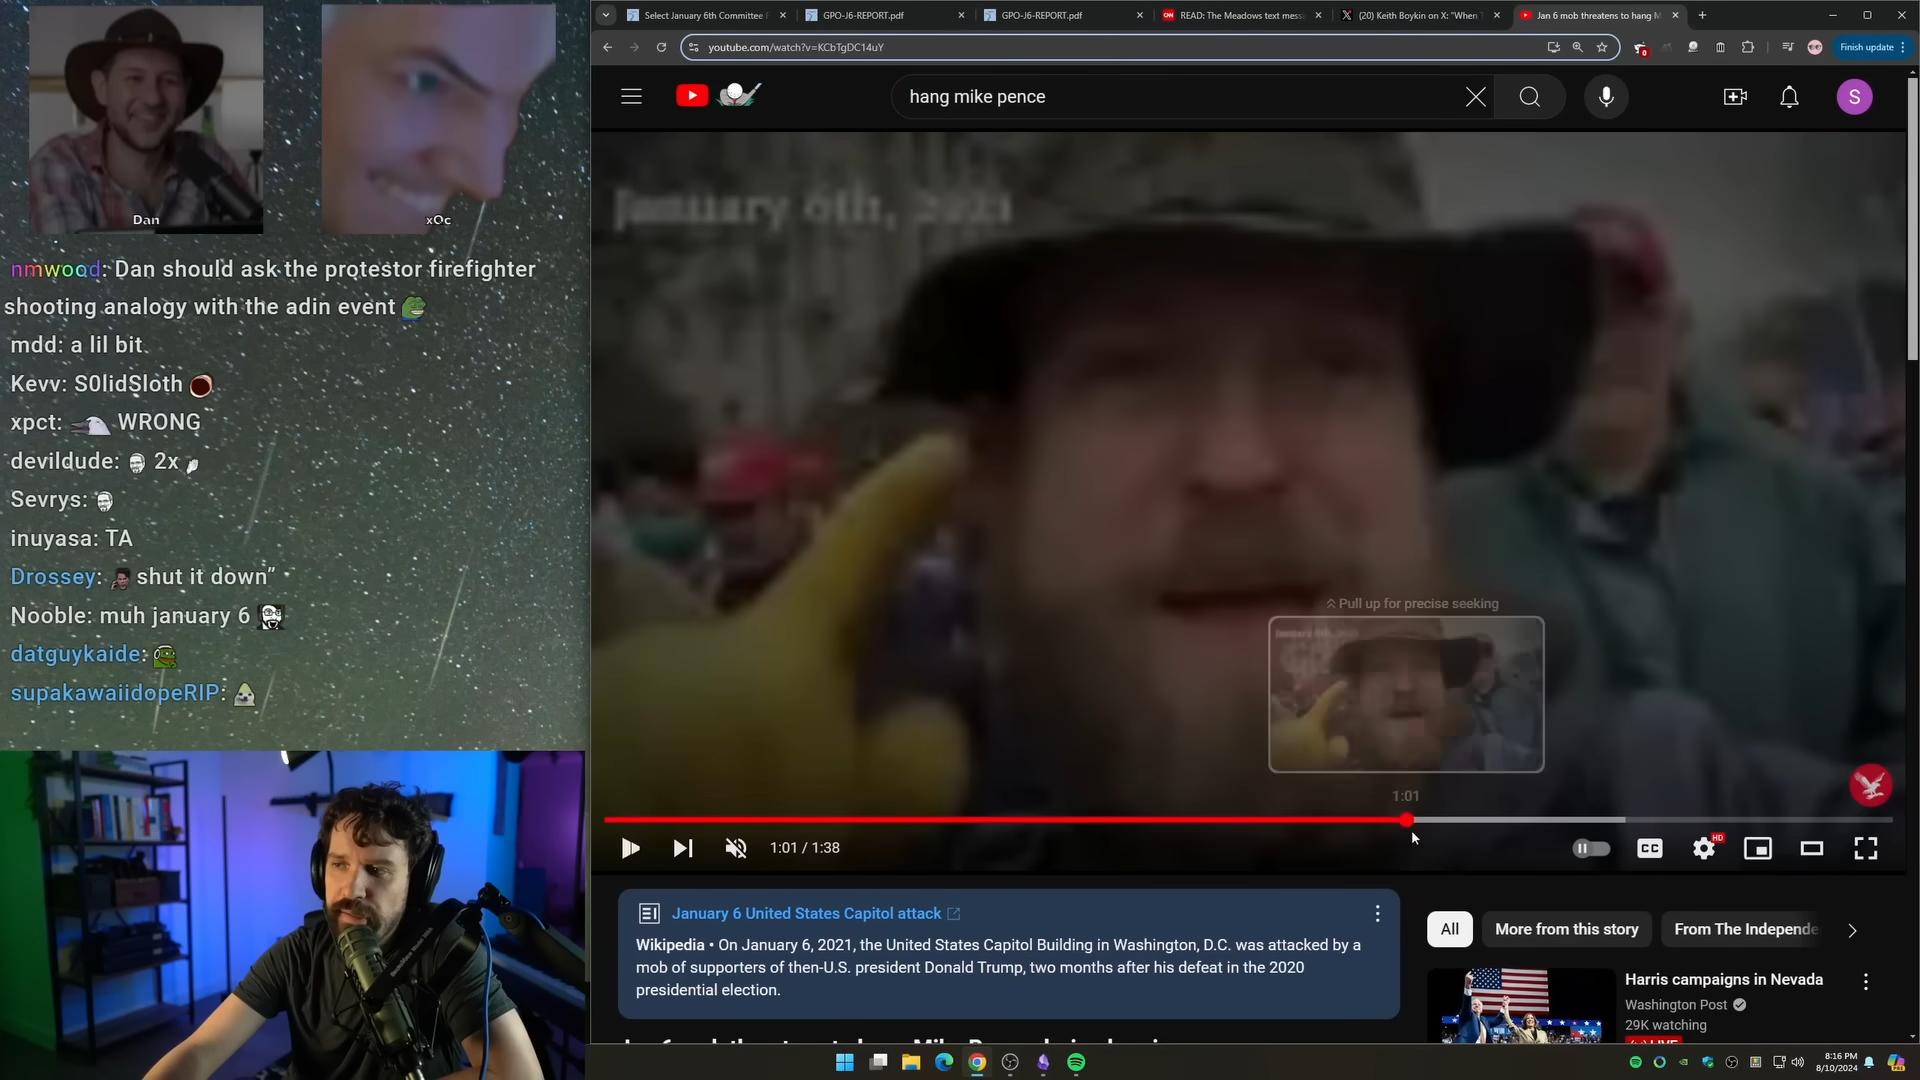 Select January 6th Committee F
GPO-J6-REPORT.pdf
GPO-J6-REPORT.pdf
READ: The Meadows text mess
(20) Keith Boykin on X: "When T
Jan 6 mob threatens to hang M
youtube.com/watch?v=KCbTgDC14uY
0
Finish update
hang mike pence
S
Dan
xQc
nmwood: Dan should ask the protestor firefighter
shooting analogy with the adin event
mdd: a lil bit
Kevv: S0lidSloth
xpct: WRONG
devildude: 2x
Sevrys:
inuyasa: TA
Drossey: shut it down”
Nooble: muh january 6
datguykaide:
supakawaiidopeRIP:
January 6th, 2021
Pull up for precise seeking
1:01
1:01 / 1:38
CC
HD
January 6 United States Capitol attack
Wikipedia • On January 6, 2021, the United States Capitol Building in Washington, D.C. was attacked by a
mob of supporters of then-U.S. president Donald Trump, two months after his defeat in the 2020
presidential election.
All
More from this story
From The Independe
Harris campaigns in Nevada
Washington Post
29K watching
8:16 PM
8/10/2024